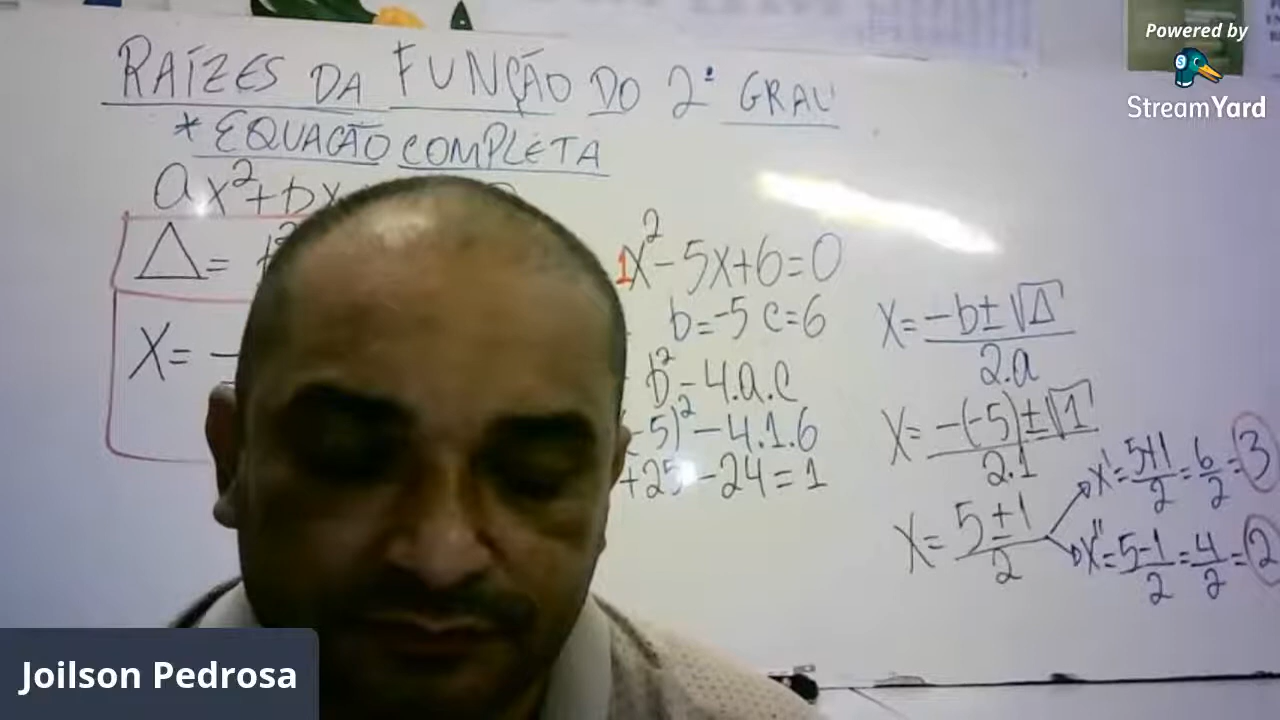 RAÍZES DA FUNÇÃO DO 2º GRAU
* EQUAÇÃO COMPLETA
ax²+bx
Δ=
X= -
1x²-5x+6=0
b=-5 c=6
b²-4.a.c
-5)²-4.1.6
+25-24=1
X= -b±√Δ / 2.a
X= -(-5)±√1 / 2.1
X= 5±1 / 2
x'= 5+1 / 2 = 6 / 2 = 3
x"= 5-1 / 2 = 4 / 2 = 2
Powered by
StreamYard
Joilson Pedrosa